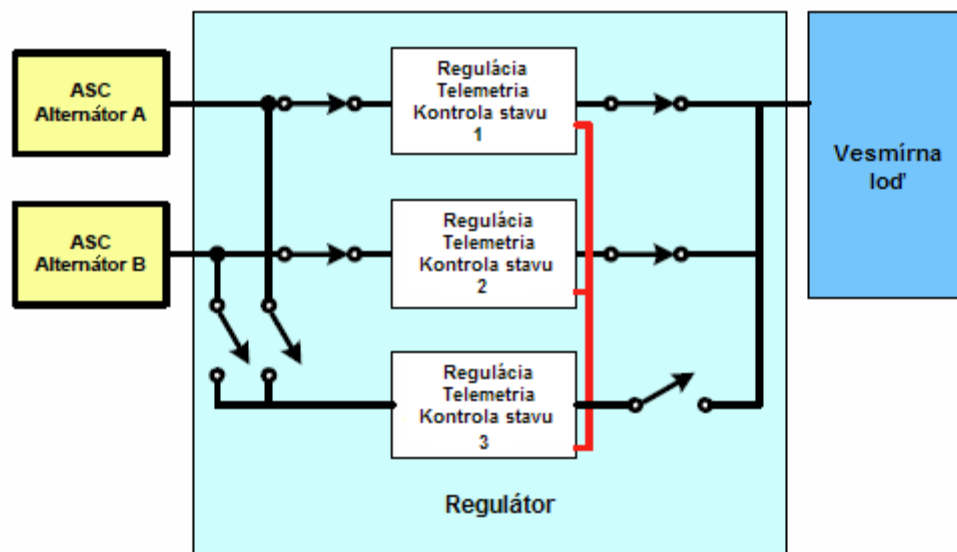 ASC
Alternátor A
Regulácia
Telemetria
Kontrola stavu
1
Vesmírna
loď
ASC
Alternátor B
Regulácia
Telemetria
Kontrola stavu
2
Regulácia
Telemetria
Kontrola stavu
3
Regulátor